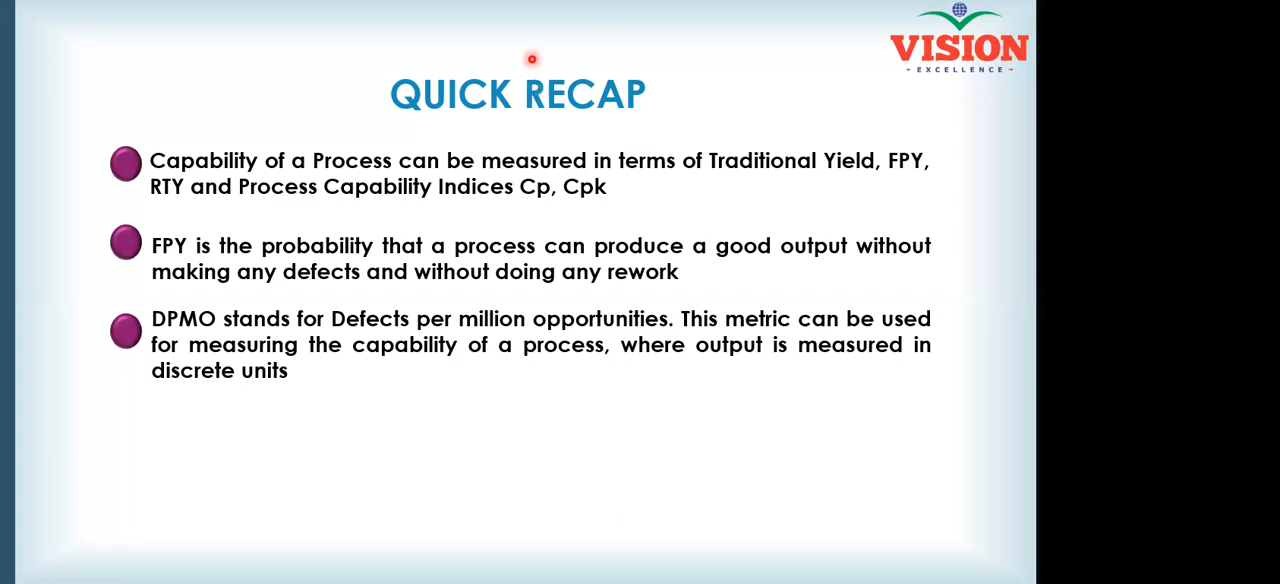 VISION
- EXCELLENCE -
QUICK RECAP
Capability of a Process can be measured in terms of Traditional Yield, FPY,
RTY and Process Capability Indices Cp, Cpk
FPY is the probability that a process can produce a good output without
making any defects and without doing any rework
DPMO stands for Defects per million opportunities. This metric can be used
for measuring the capability of a process, where output is measured in
discrete units